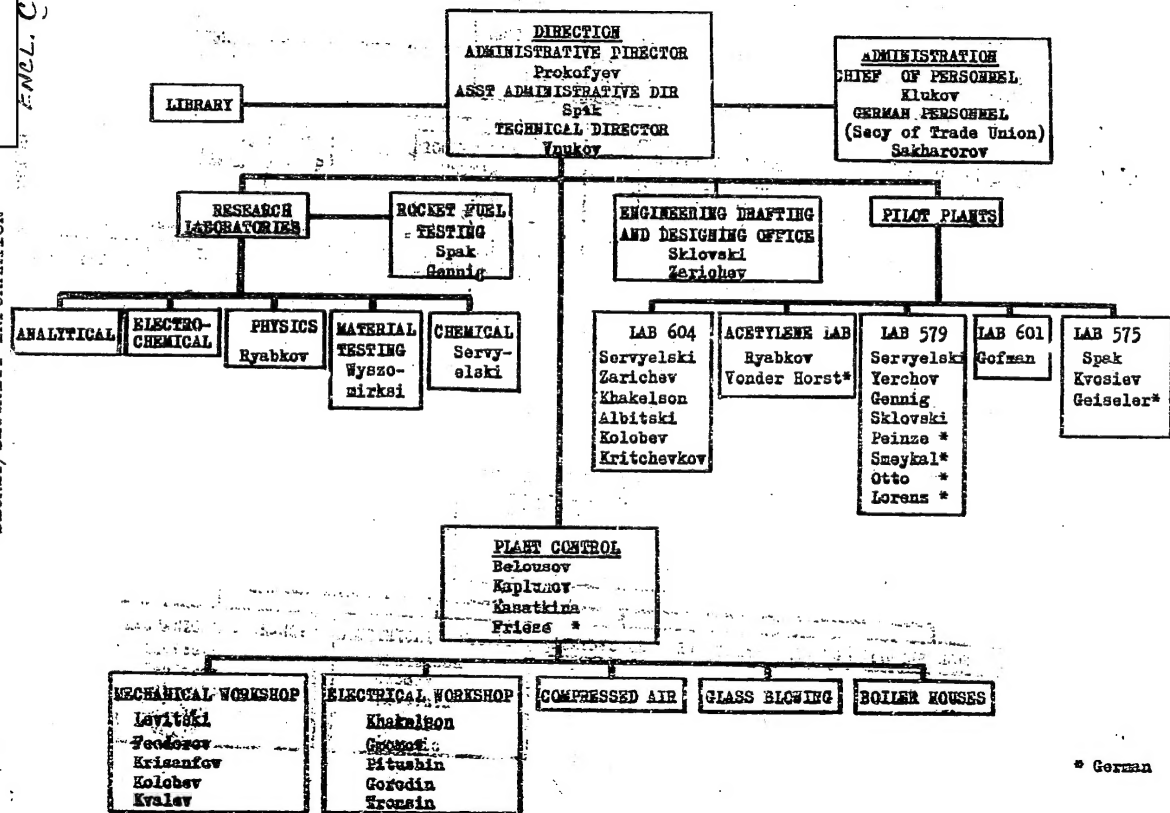 ENCL.
DIRECTION
ADMINISTRATIVE DIRECTOR
Prokofyev
ASST ADMINISTRATIVE DIR
Spak
TECHNICAL DIRECTOR
Vnukov
LIBRARY
ADMINISTRATION
CHIEF OF PERSONNEL
Klukov
GERMAN PERSONNEL
(Secy of Trade Union)
Sakharorov
RESEARCH
LABORATORIES
ROCKET FUEL
TESTING
Spak
Gennig
ENGINEERING DRAFTING
AND DESIGNING OFFICE
Sklovski
Zarichev
PILOT PLANTS
ANALYTICAL
ELECTRO-
CHEMICAL
PHYSICS
Ryabkov
MATERIAL
TESTING
Wyszo-
mirksi
CHEMICAL
Servy-
elski
LAB 604
Servyelski
Zarichev
Khakelson
Albitski
Kolobev
Kritchevkov
ACETYLENE LAB
Ryabkov
Vonder Horst*
LAB 579
Servyelski
Yerchov
Gennig
Sklovski
Peinze *
Smeykal*
Otto *
Lorens *
LAB 601
Gofman
LAB 575
Spak
Kvosiev
Geiseler*
PLANT CONTROL
Belousov
Kaplunov
Kasatkina
Frieze *
MECHANICAL WORKSHOP
Levitski
Feodorov
Krisanfov
Kolobev
Kvalev
ELECTRICAL WORKSHOP
Khakelson
Pitushin
Gorodin
Tronsin
COMPRESSED AIR
GLASS BLOWING
BOILER HOUSES
* German